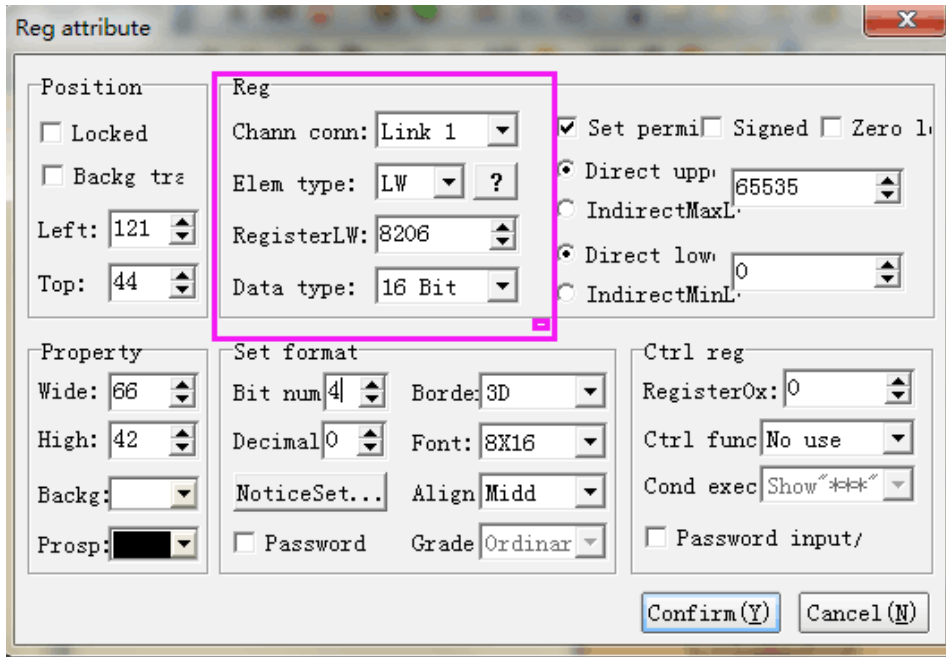 Reg attribute
Position
Locked
Backg tra
Left: 121
Top: 44
Reg
Chann conn: Link 1
Elem type: LW ?
RegisterLW: 8206
Data type: 16 Bit
Set permi Signed Zero l
Direct upp
65535
IndirectMaxL
Direct low
0
IndirectMinL
Property
Wide: 66
High: 42
Backg:
Prosp:
Set format
Bit num 4 Borde: 3D
Decimal 0 Font: 8X16
NoticeSet... Align Midd
Password Grade Ordinar
Ctrl reg
Register0x: 0
Ctrl func No use
Cond exec Show"***"
Password input/
Confirm(Y) Cancel(N)